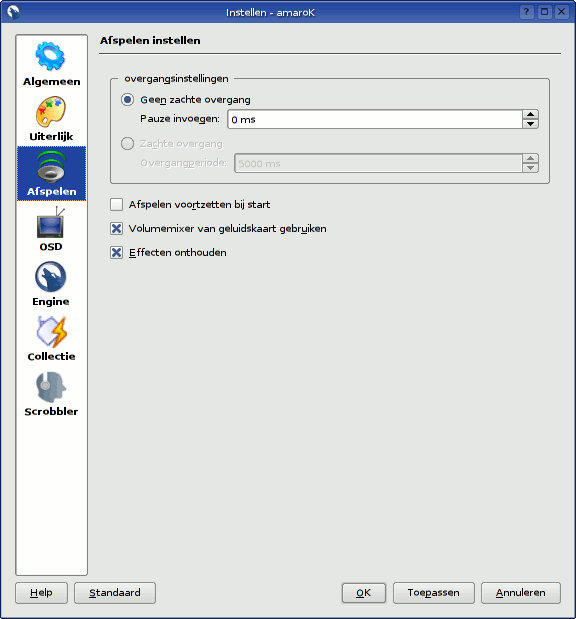 Instellen - amaroK
?
Algemeen
Uiterlijk
Afspelen
OSD
Engine
Collectie
Scrobbler
Afspelen instellen
overgangsinstellingen
Geen zachte overgang
Pauze invoegen: 0 ms
Zachte overgang
Overgangperiode: 5000 ms
Afspelen voortzetten bij start
Volumemixer van geluidskaart gebruiken
Effecten onthouden
Help Standaard OK Toepassen Annuleren